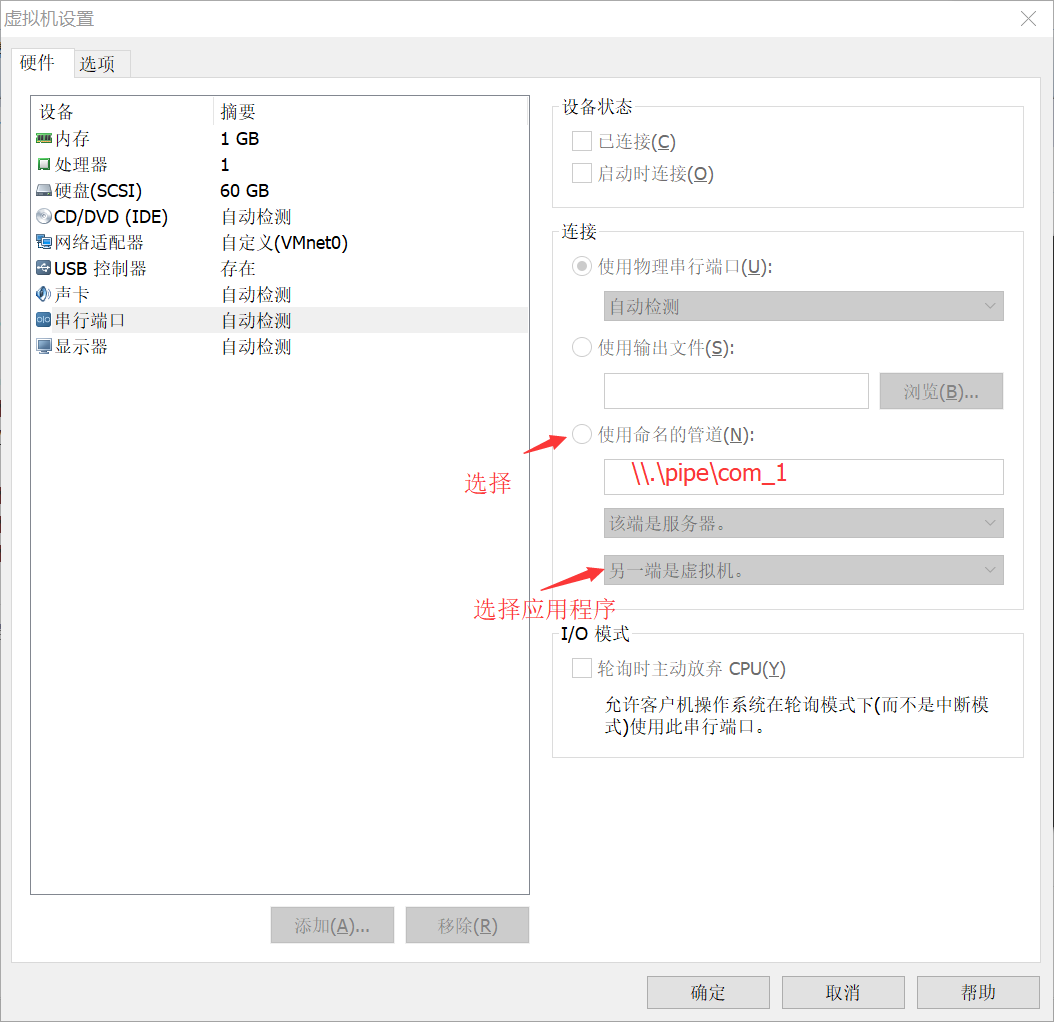 虚拟机设置
硬件
选项
设备 摘要
内存 1 GB
处理器 1
硬盘(SCSI) 60 GB
CD/DVD (IDE) 自动检测
网络适配器 自定义(VMnet0)
USB 控制器 存在
声卡 自动检测
串行端口 自动检测
显示器 自动检测
添加(A)...
移除(R)
设备状态
已连接(C)
启动时连接(O)
连接
使用物理串行端口(U):
自动检测
使用输出文件(S):
浏览(B)...
使用命名的管道(N):
选择
\\.\pipe\com_1
该端是服务器。
另一端是虚拟机。
选择应用程序
I/O 模式
轮询时主动放弃 CPU(Y)
允许客户机操作系统在轮询模式下(而不是中断模
式)使用此串行端口。
确定
取消
帮助